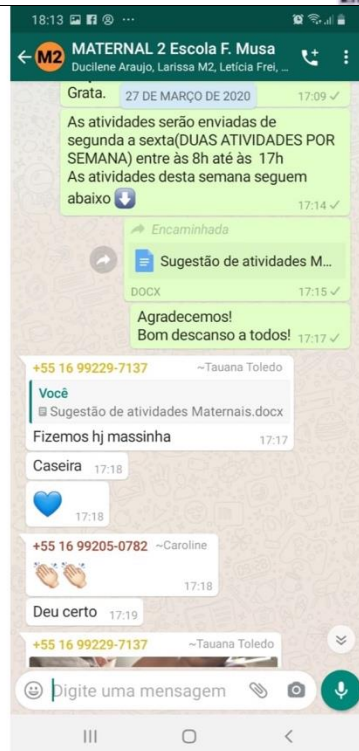 18:13
MATERNAL 2 Escola F. Musa
M2
Ducilene Araujo, Larissa M2, Letícia Frei, ...
Grata.
27 DE MARÇO DE 2020
17:09
As atividades serão enviadas de
segunda a sexta(DUAS ATIVIDADES POR
SEMANA) entre às 8h até às 17h
As atividades desta semana seguem
abaixo
17:14
Encaminhada
Sugestão de atividades M...
DOCX
17:15
Agradecemos!
Bom descanso a todos!
17:17
+55 16 99229-7137 ~Tauana Toledo
Você
Sugestão de atividades Maternais.docx
Fizemos hj massinha
17:17
Caseira 17:18
17:18
+55 16 99205-0782 ~Caroline
17:18
Deu certo 17:19
+55 16 99229-7137 ~Tauana Toledo
Digite uma mensagem